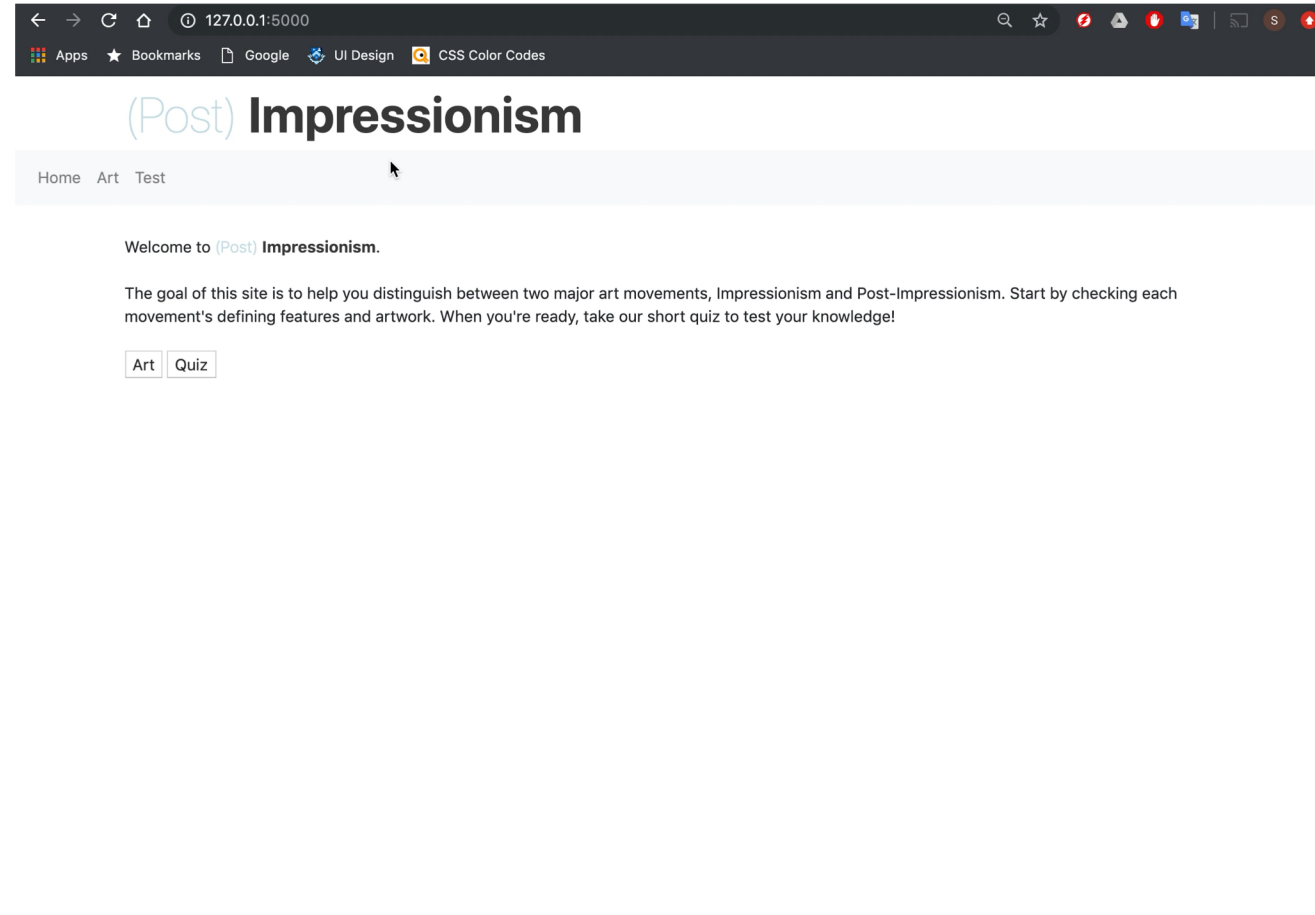 127.0.0.1:5000
S
Apps Bookmarks Google UI Design CSS Color Codes
(Post) Impressionism
Home Art Test
Welcome to (Post) Impressionism.
The goal of this site is to help you distinguish between two major art movements, Impressionism and Post-Impressionism. Start by checking each
movement's defining features and artwork. When you're ready, take our short quiz to test your knowledge!
Art Quiz